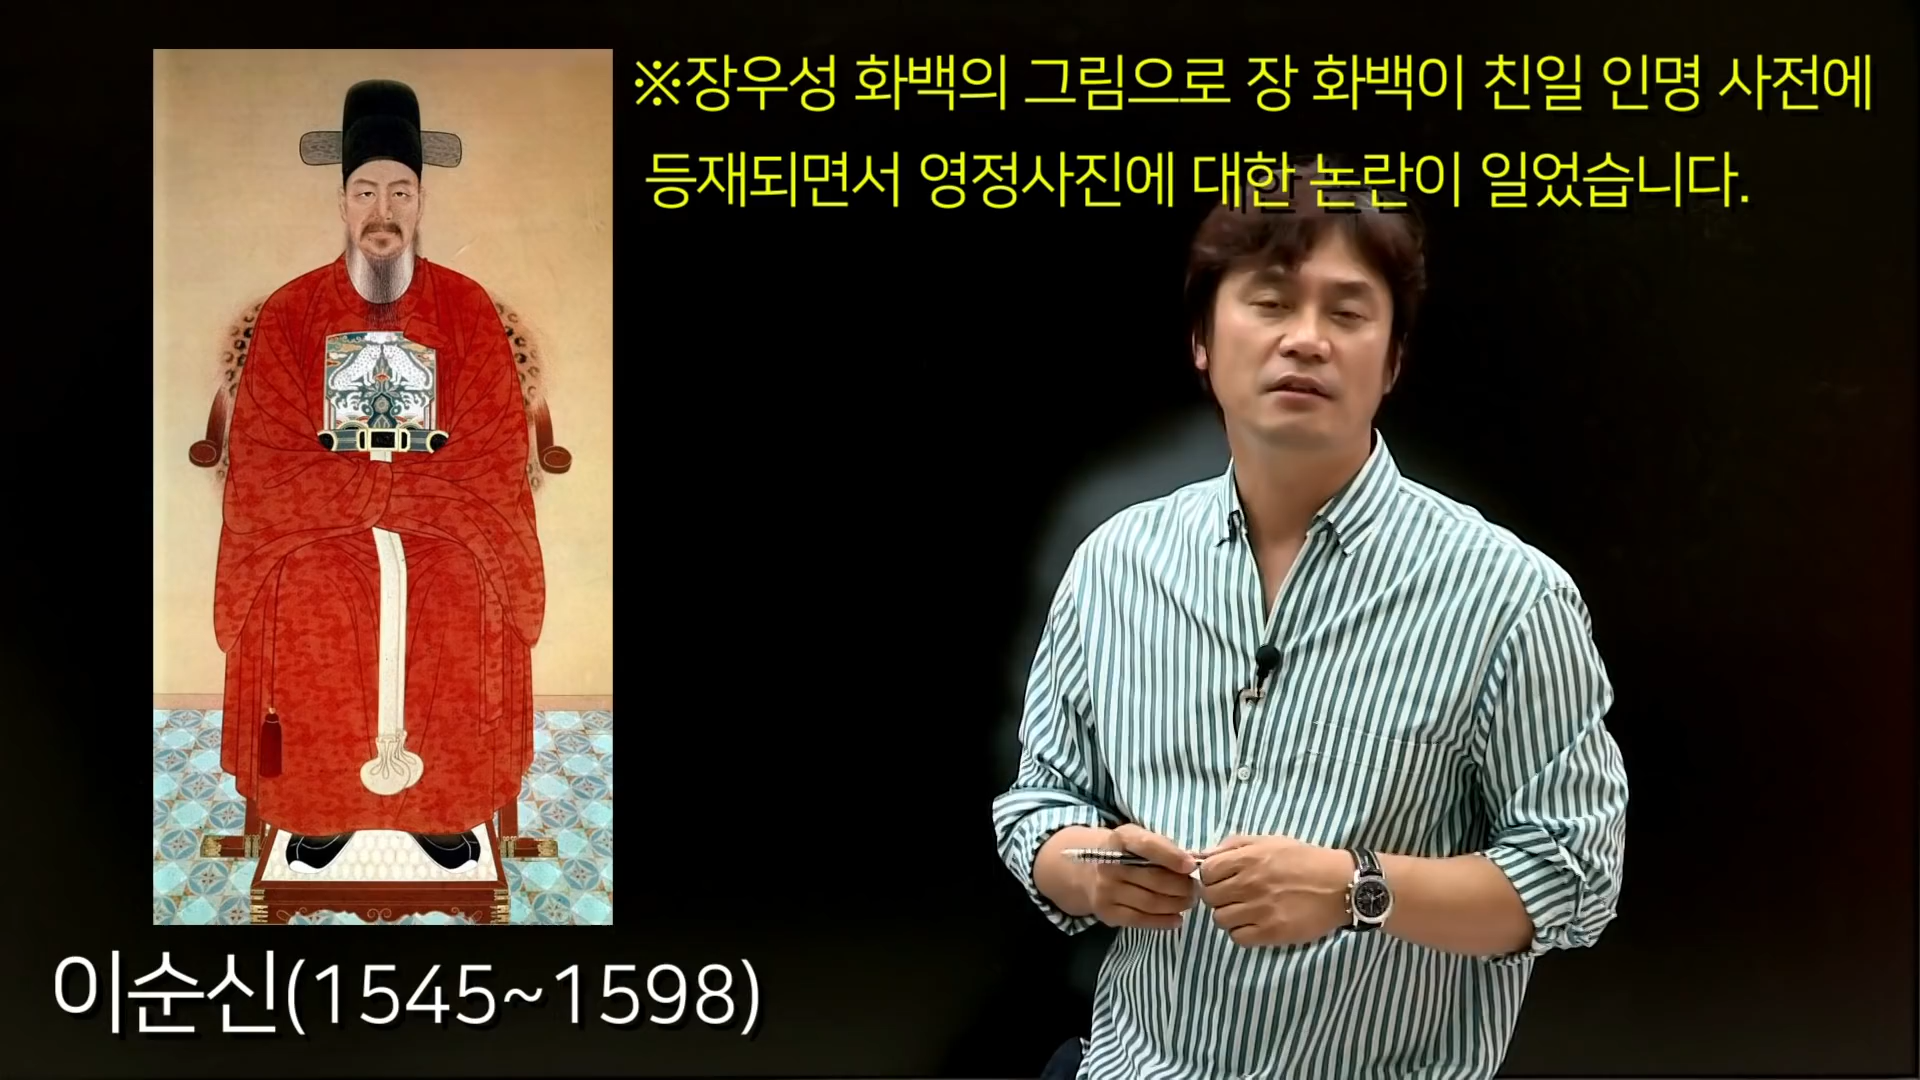 ※장우성 화백의 그림으로 장 화백이 친일 인명 사전에
등재되면서 영정사진에 대한 논란이 일었습니다.
이순신(1545~1598)